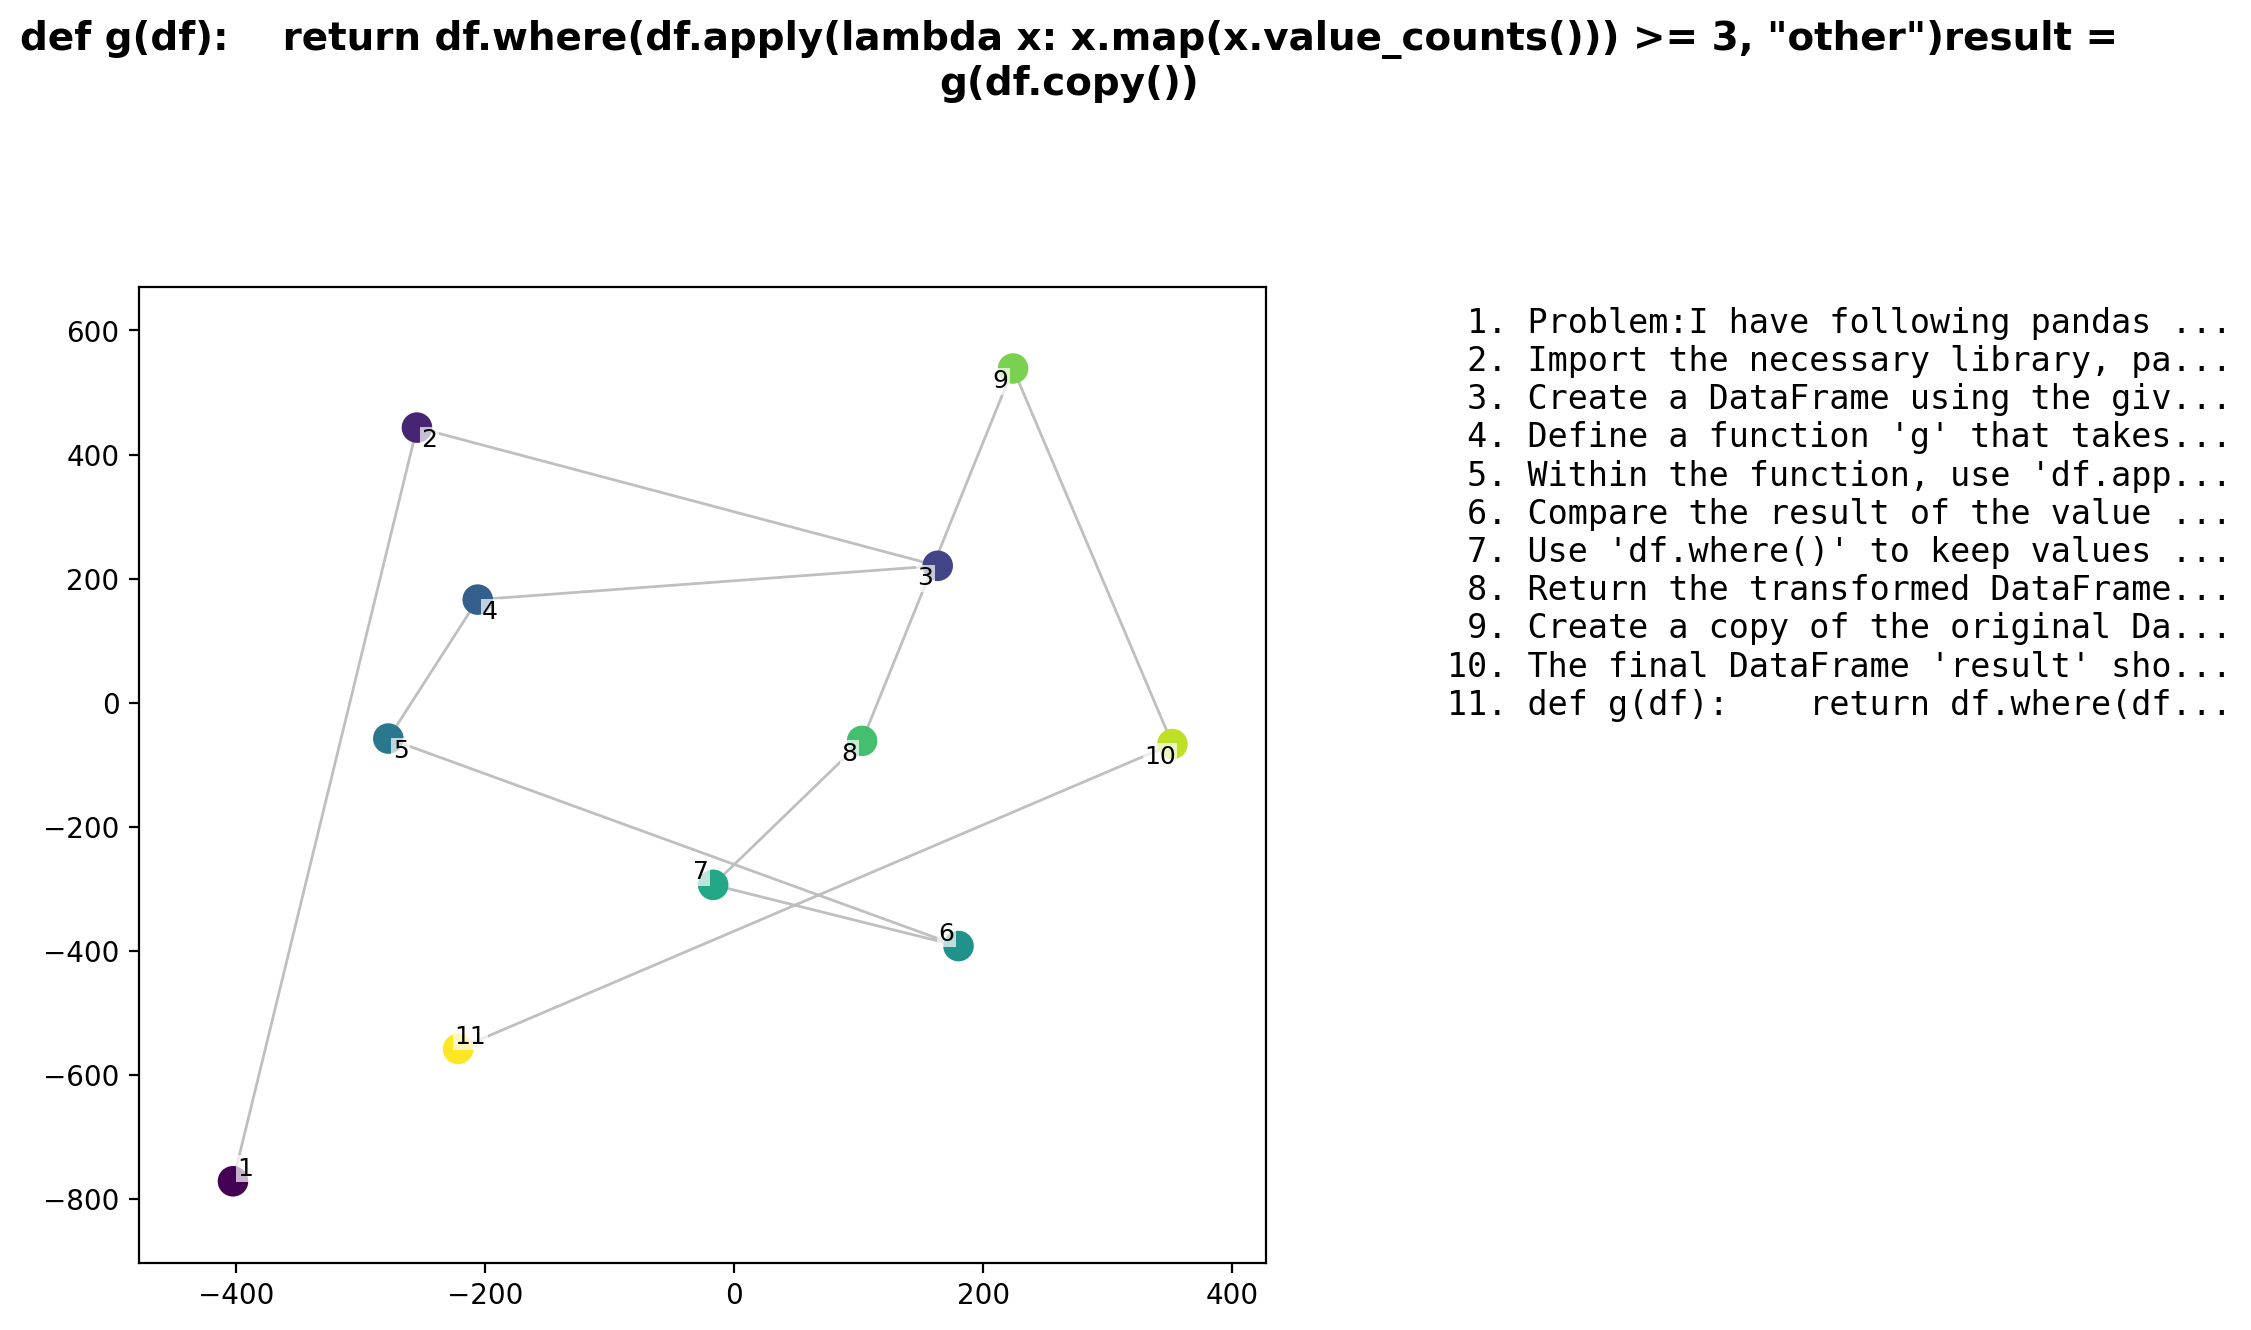 def g(df):    return df.where(df.apply(lambda x: x.map(x.value_counts())) >= 3, "other")result =
g(df.copy())
600
400
200
0
−200
−400
−600
−800
−400
−200
0
200
400
1
2
3
4
5
6
7
8
9
10
11
1. Problem:I have following pandas ...
2. Import the necessary library, pa...
3. Create a DataFrame using the giv...
4. Define a function 'g' that takes...
5. Within the function, use 'df.app...
6. Compare the result of the value ...
7. Use 'df.where()' to keep values ...
8. Return the transformed DataFrame...
9. Create a copy of the original Da...
10. The final DataFrame 'result' sho...
11. def g(df):    return df.where(df...